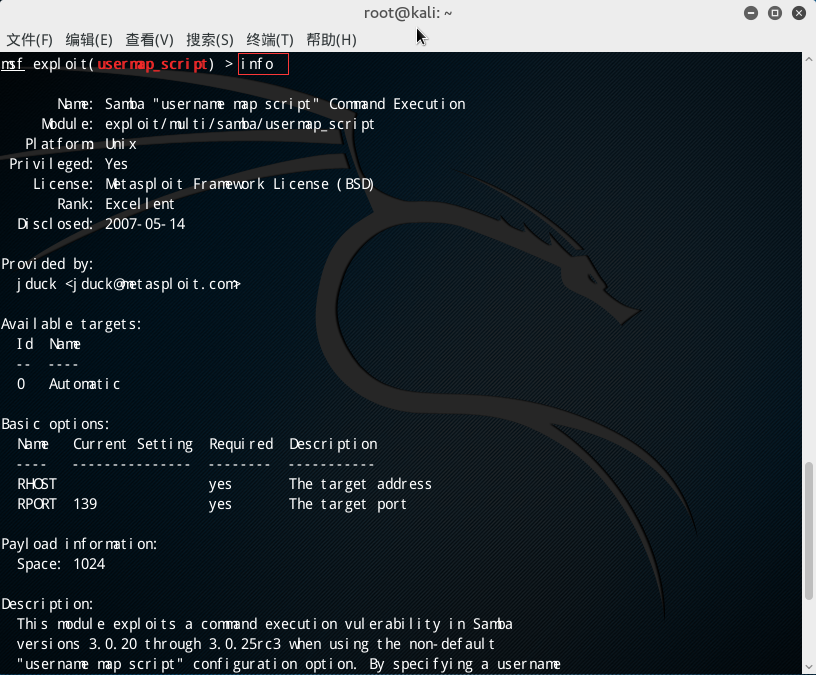 root@kali: ~
文件(F) 编辑(E) 查看(V) 搜索(S) 终端(T) 帮助(H)
msf exploit(usermap_script) > info
Name: Samba "username map script" Command Execution
Module: exploit/multi/samba/usermap_script
Platform: Unix
Privileged: Yes
License: Metasploit Framework License (BSD)
Rank: Excellent
Disclosed: 2007-05-14
Provided by:
jduck <jduck@metasploit.com>
Available targets:
Id Name
-- ----
0 Automatic
Basic options:
Name Current Setting Required Description
---- --------------- -------- -----------
RHOST yes The target address
RPORT 139 yes The target port
Payload information:
Space: 1024
Description:
This module exploits a command execution vulerability in Samba
versions 3.0.20 through 3.0.25rc3 when using the non-default
"username map script" configuration option. By specifying a username